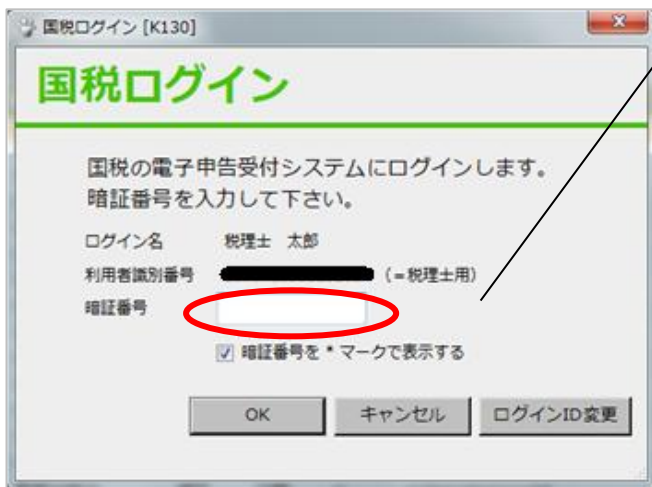 国税ログイン [K130]
国税ログイン
国税の電子申告受付システムにログインします。
暗証番号を入力して下さい。
ログイン名 税理士 太郎
利用者識別番号 (=税理士用)
暗証番号
暗証番号を * マークで表示する
OK キャンセル ログインID変更